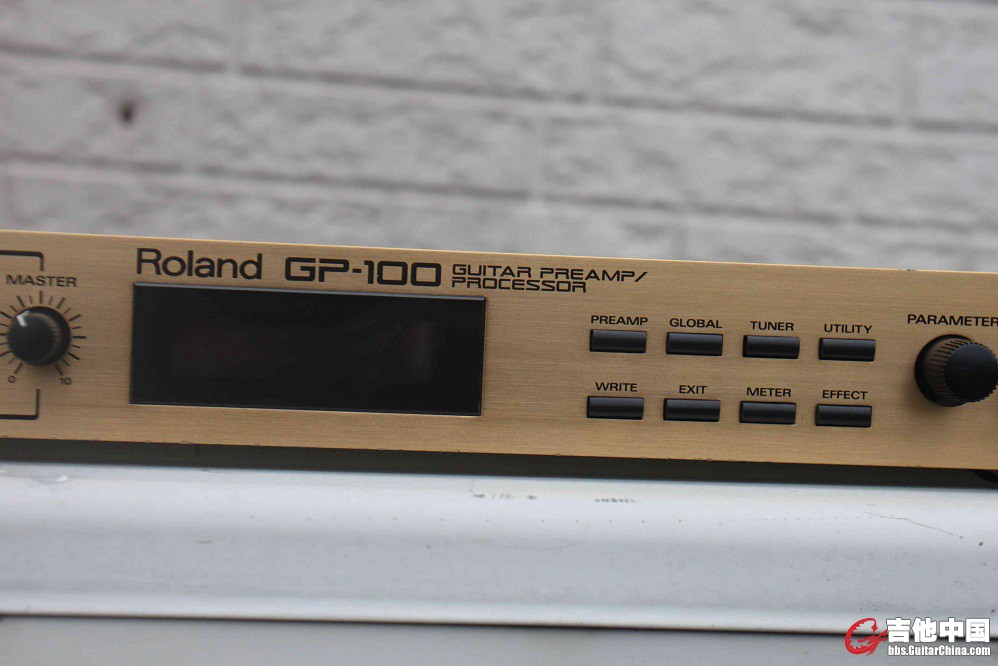 MASTER
0 10
Roland GP-100 GUITAR PREAMP/
PROCESSOR
PREAMP GLOBAL TUNER UTILITY
PARAMETER
WRITE EXIT METER EFFECT
吉他中国
bbs.GuitarChina.com